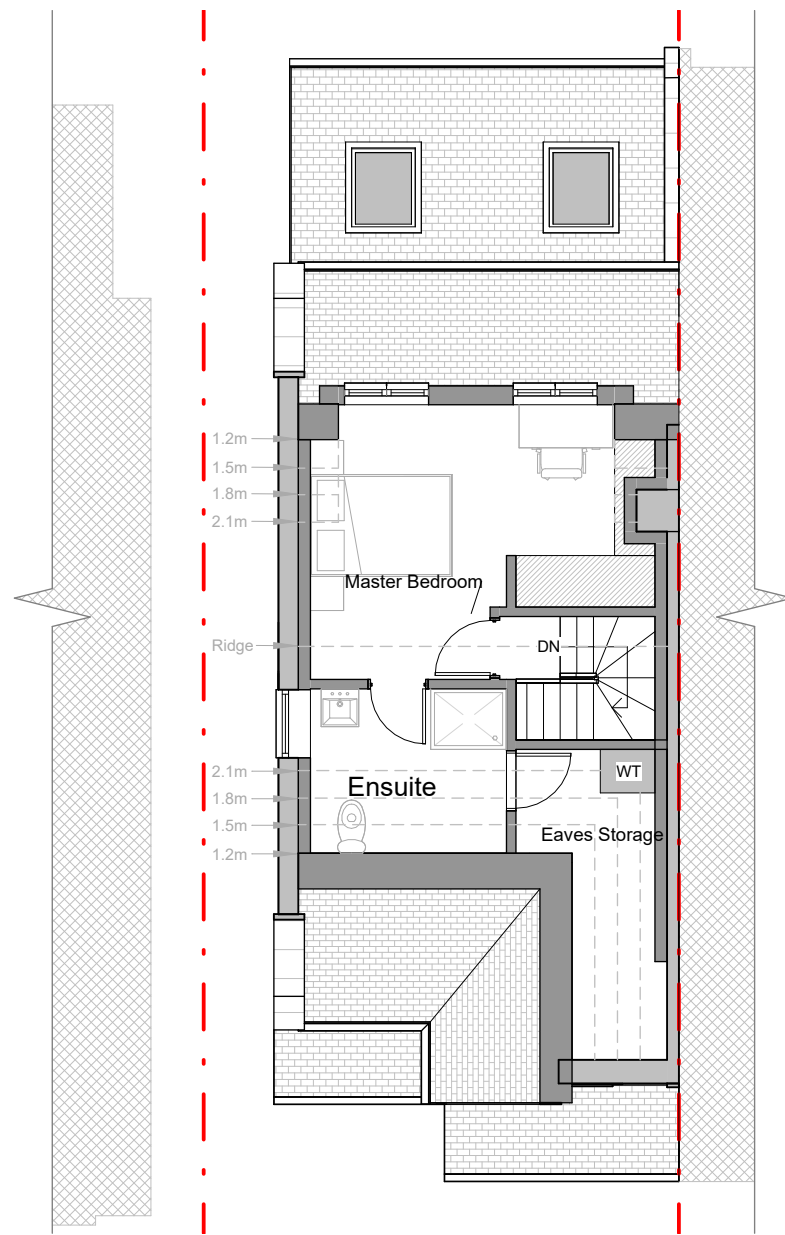 1.2m
1.5m
1.8m
2.1m
Master Bedroom
Ridge
DN
2.1m
WT
Ensuite
1.8m
1.5m
Eaves Storage
1.2m